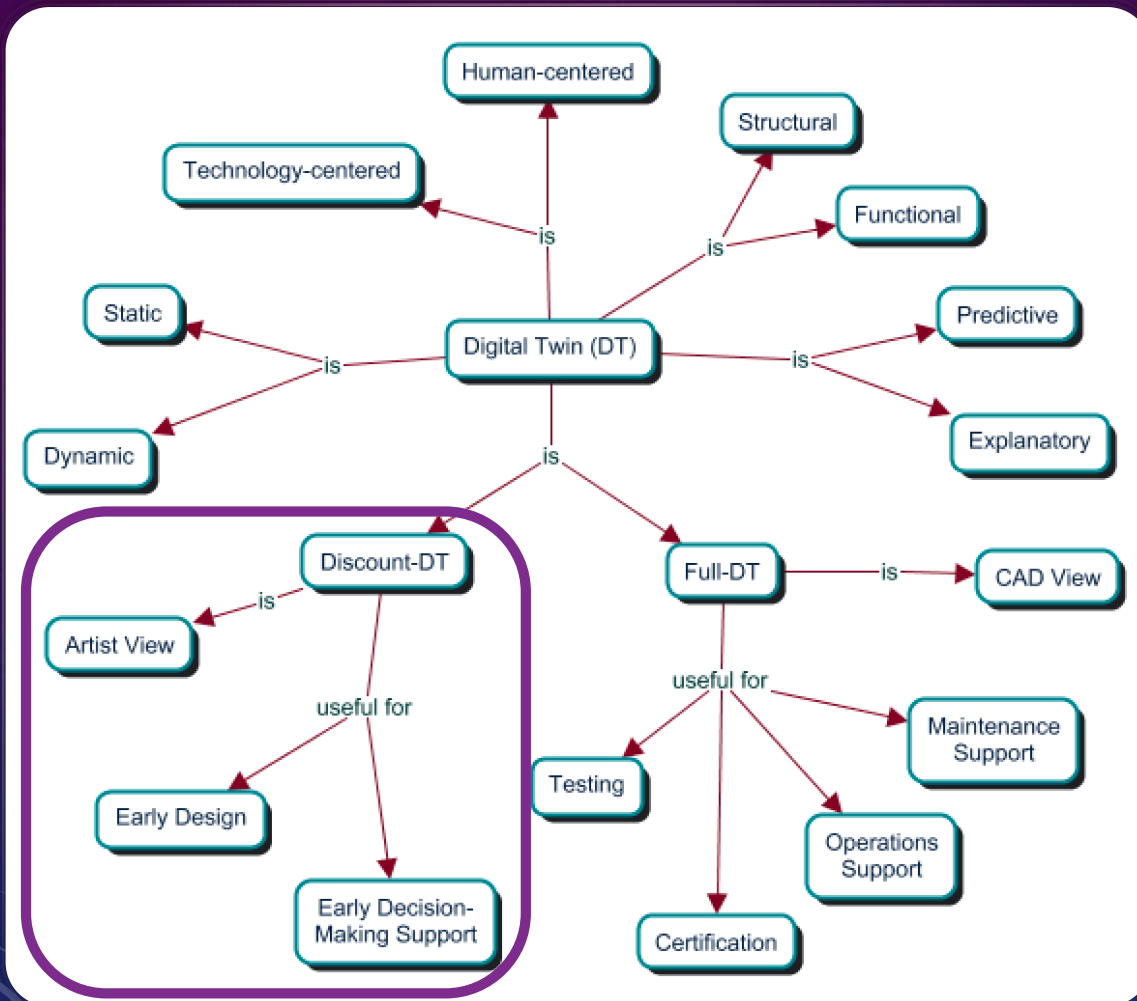 Human-centered
Structural
Technology-centered
Functional
is
is
Static
Predictive
Digital Twin (DT)
is
is
Explanatory
Dynamic
is
Discount-DT
Full-DT
is
CAD View
is
Artist View
useful for
useful for
Maintenance
Support
Testing
Early Design
Operations
Support
Early Decision-
Making Support
Certification